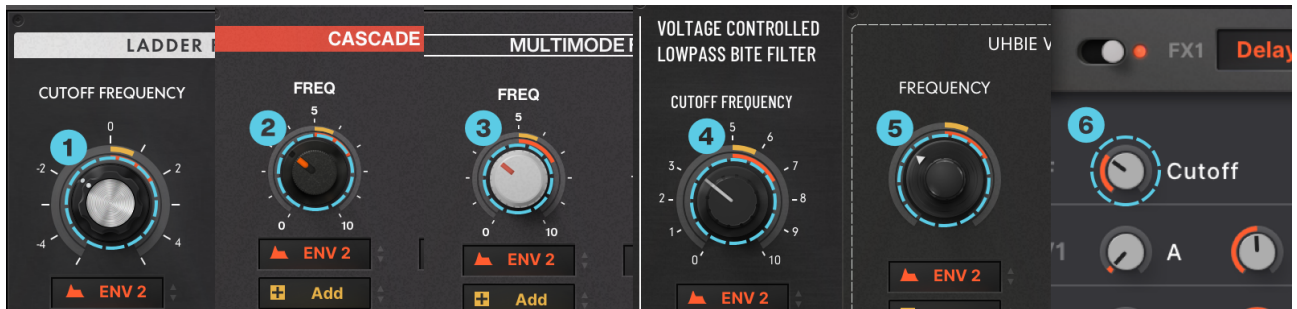 LADDER
CUTOFF FREQUENCY
0
-2
2
-4
4
1
ENV 2
CASCADE
FREQ
5
0
10
2
ENV 2
Add
MULTIMODE
FREQ
5
0
10
3
ENV 2
Add
VOLTAGE CONTROLLED
LOWPASS BITE FILTER
CUTOFF FREQUENCY
5
6
3
7
2
8
1
9
0
10
4
ENV 2
UHBIE
FREQUENCY
5
ENV 2
FX1
Delay
6
Cutoff
A